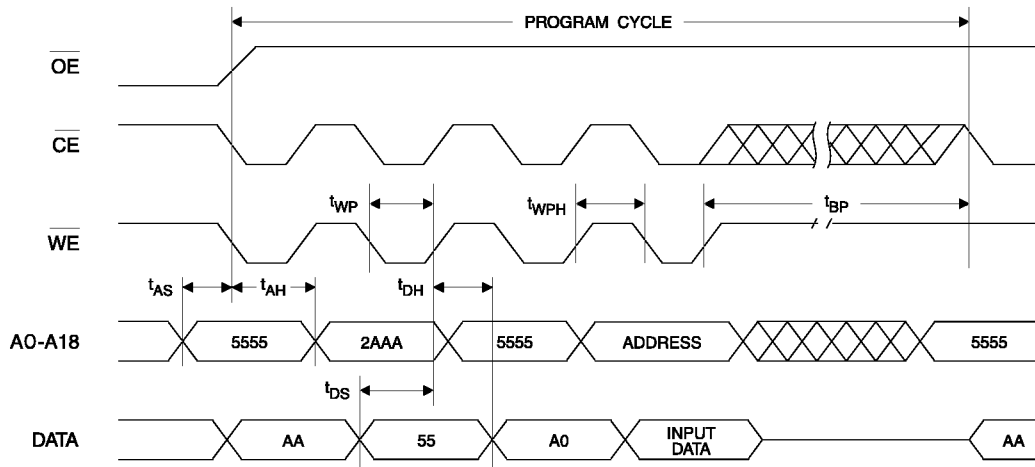 PROGRAM CYCLE
OE
CE
tWP
tWPH
tBP
WE
tAS
tAH
tDH
A0-A18
5555
2AAA
5555
ADDRESS
5555
tDS
DATA
AA
55
A0
INPUT
DATA
AA